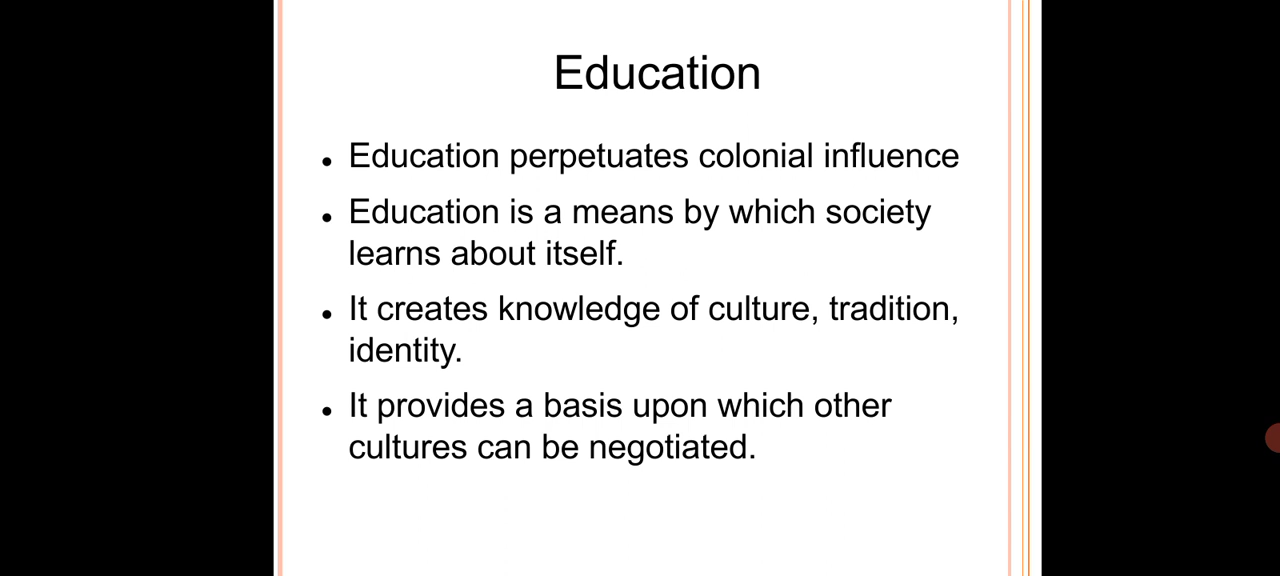 Education
• Education perpetuates colonial influence
• Education is a means by which society
learns about itself.
• It creates knowledge of culture, tradition,
identity.
• It provides a basis upon which other
cultures can be negotiated.